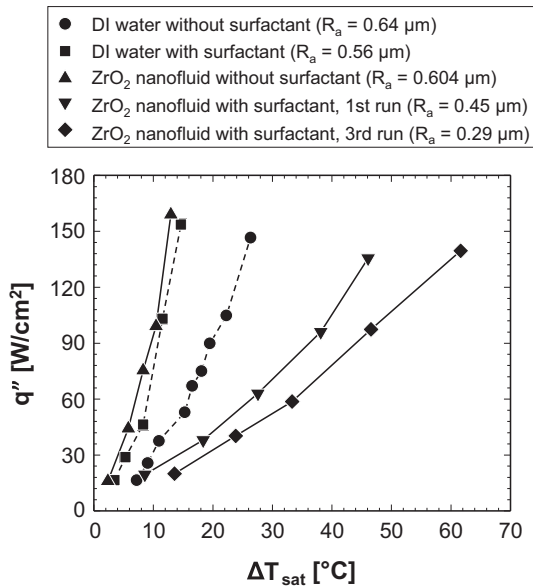 DI water without surfactant (Rₐ = 0.64 μm)
DI water with surfactant (Rₐ = 0.56 μm)
ZrO₂ nanofluid without surfactant (Rₐ = 0.604 μm)
ZrO₂ nanofluid with surfactant, 1st run (Rₐ = 0.45 μm)
ZrO₂ nanofluid with surfactant, 3rd run (Rₐ = 0.29 μm)
180
150
120
90
60
30
0
q″ [W/cm²]
0 10 20 30 40 50 60 70
ΔTsat [°C]